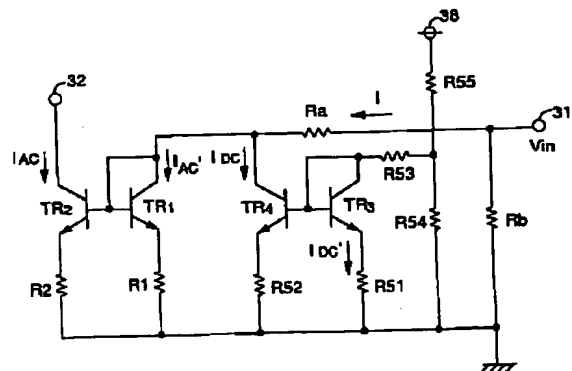 38
32
R55
Ra
I
31
IAC
IAC'
IDC
R53
Vin
TR2
TR1
TR4
TR3
R54
Rb
IDC'
R2
R1
R52
R51